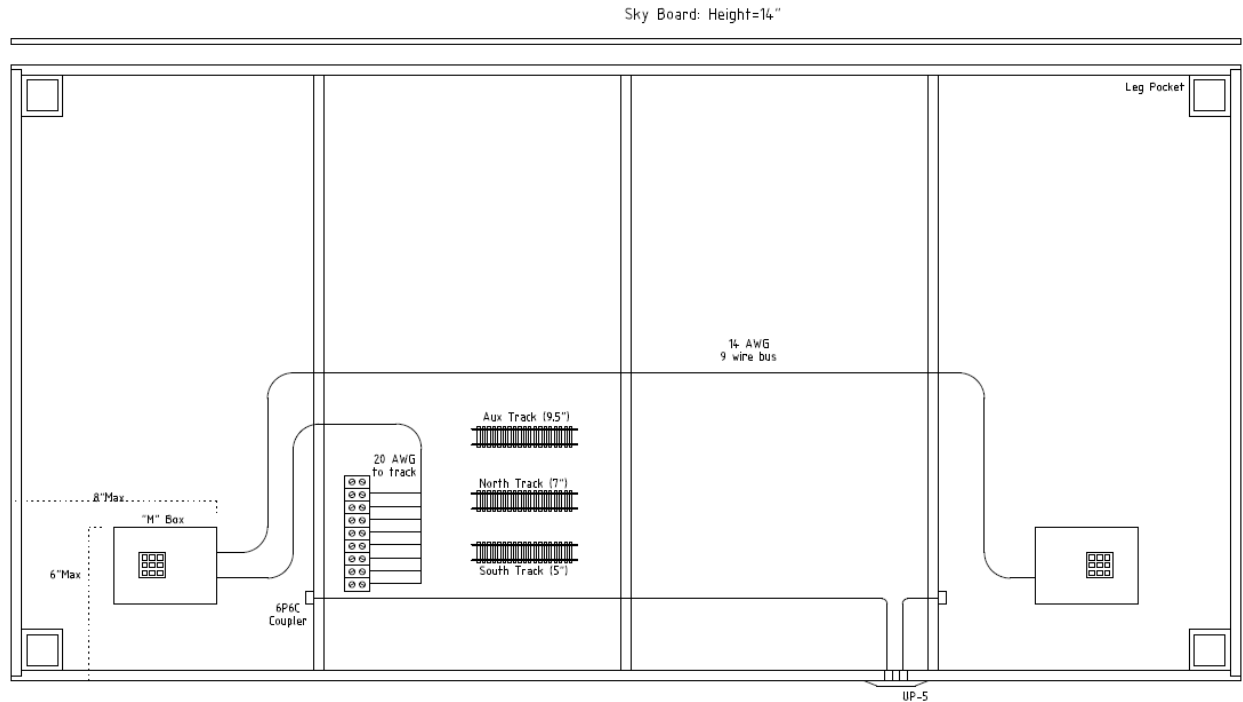 Sky Board: Height=14"
Leg Pocket
14 AWG
9 wire bus
Aux Track (9.5")
20 AWG
to track
North Track (7")
8"Max
"M" Box
6"Max
South Track (5")
6P6C
Coupler
UP-5